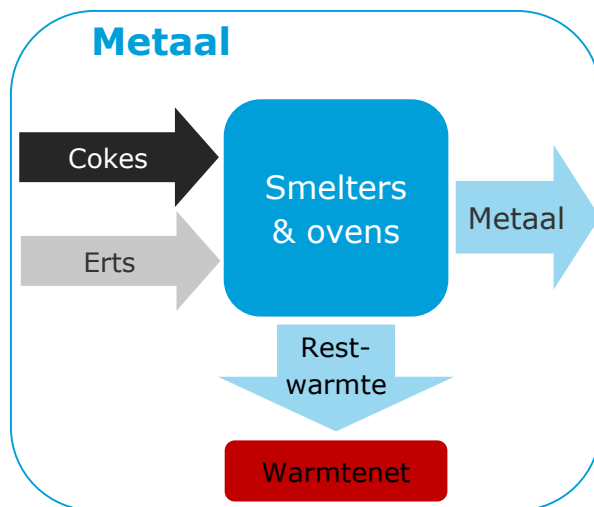 Metaal
Cokes
Erts
Smelters
& ovens
Metaal
Rest-
warmte
Warmtenet